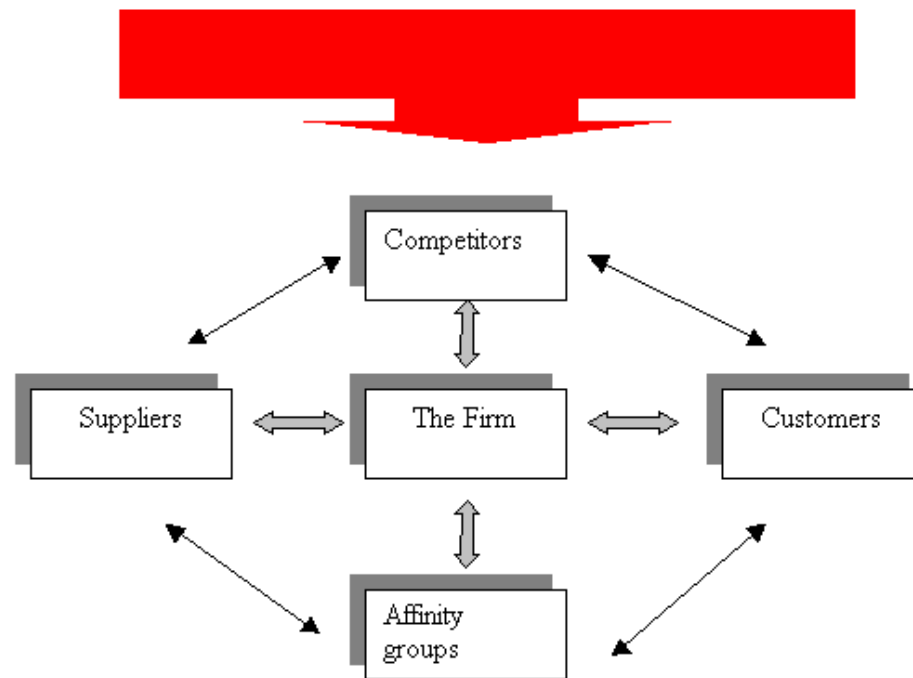 Competitors
Suppliers
The Firm
Customers
Affinity
groups